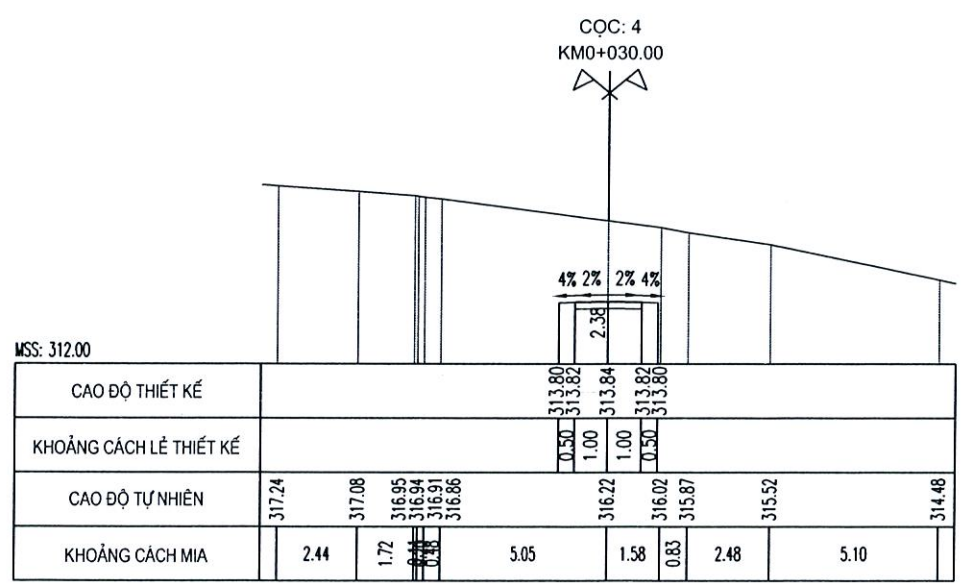 CỌC: 4
KM0+030.00
4% 2% 2% 4%
2.38
MSS: 312.00
CAO ĐỘ THIẾT KẾ
313.80 313.82 313.84 313.82 313.80
KHOẢNG CÁCH LẺ THIẾT KẾ
0.50 1.00 1.00 0.50
CAO ĐỘ TỰ NHIÊN
317.24 317.08 316.95 316.94 316.91 316.86 316.22 316.02 315.87 315.52 314.48
KHOẢNG CÁCH MIA
2.44 1.72 0.48 5.05 1.58 0.83 2.48 5.10